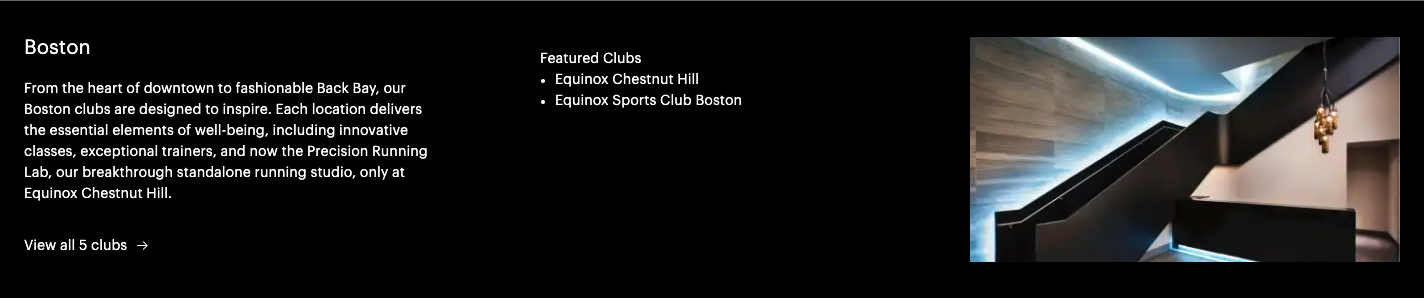 Boston
From the heart of downtown to fashionable Back Bay, our
Boston clubs are designed to inspire. Each location delivers
the essential elements of well-being, including innovative
classes, exceptional trainers, and now the Precision Running
Lab, our breakthrough standalone running studio, only at
Equinox Chestnut Hill.
View all 5 clubs →
Featured Clubs
• Equinox Chestnut Hill
• Equinox Sports Club Boston